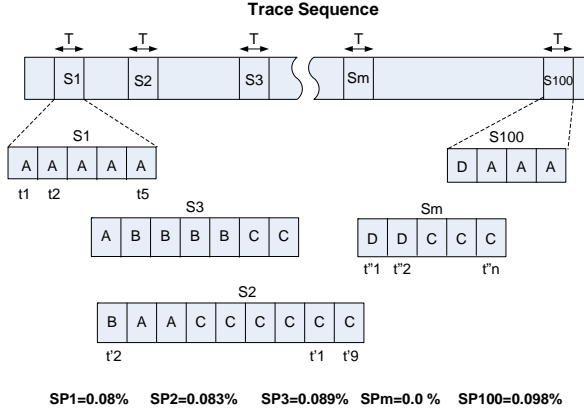 Trace Sequence
T T T T T
S1 S2 S3 Sm S100
S1 S100
A A A A A D A A A
t1 t2 t5
S3 Sm
A B B B B C C D D C C C
t"1 t"2 t"n
S2
B A A C C C C C C
t'2 t'1 t'9
SP1=0.08% SP2=0.083% SP3=0.089% SPm=0.0 % SP100=0.098%